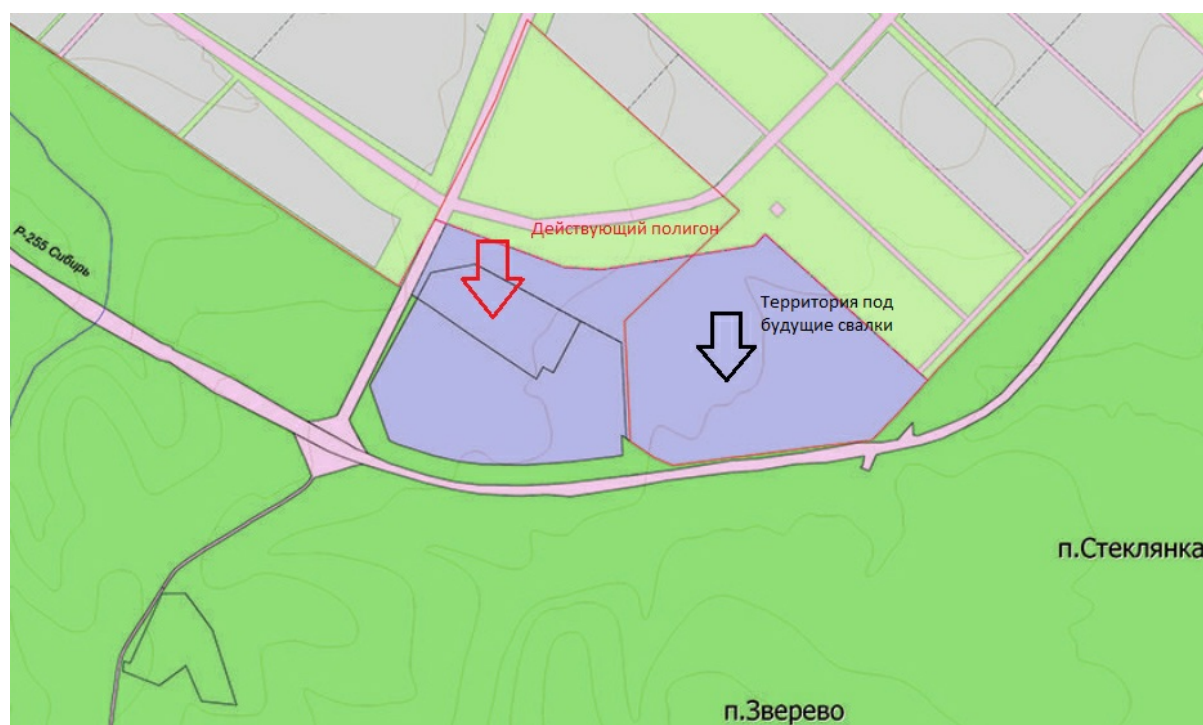 Действующий полигон
Р-255 Сибирь
Территория под
будущие свалки
п.Стеклянка
п.Зверево